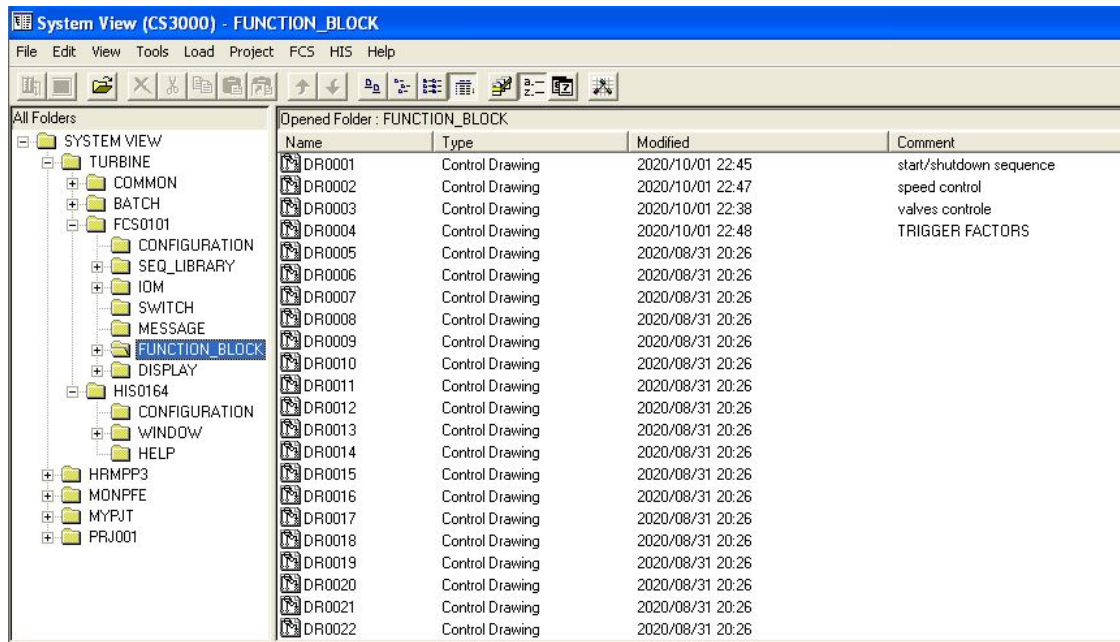 System View (CS3000) - FUNCTION_BLOCK
File Edit View Tools Load Project FCS HIS Help
All Folders
SYSTEM VIEW
TURBINE
COMMON
BATCH
FCS0101
CONFIGURATION
SEQ_LIBRARY
IOM
SWITCH
MESSAGE
FUNCTION_BLOCK
DISPLAY
HIS0164
CONFIGURATION
WINDOW
HELP
HRMPP3
MONPFE
MYPJT
PRJ001
Opened Folder : FUNCTION_BLOCK
Name Type Modified Comment
DR0001 Control Drawing 2020/10/01 22:45 start/shutdown sequence
DR0002 Control Drawing 2020/10/01 22:47 speed control
DR0003 Control Drawing 2020/10/01 22:38 valves controle
DR0004 Control Drawing 2020/10/01 22:48 TRIGGER FACTORS
DR0005 Control Drawing 2020/08/31 20:26
DR0006 Control Drawing 2020/08/31 20:26
DR0007 Control Drawing 2020/08/31 20:26
DR0008 Control Drawing 2020/08/31 20:26
DR0009 Control Drawing 2020/08/31 20:26
DR0010 Control Drawing 2020/08/31 20:26
DR0011 Control Drawing 2020/08/31 20:26
DR0012 Control Drawing 2020/08/31 20:26
DR0013 Control Drawing 2020/08/31 20:26
DR0014 Control Drawing 2020/08/31 20:26
DR0015 Control Drawing 2020/08/31 20:26
DR0016 Control Drawing 2020/08/31 20:26
DR0017 Control Drawing 2020/08/31 20:26
DR0018 Control Drawing 2020/08/31 20:26
DR0019 Control Drawing 2020/08/31 20:26
DR0020 Control Drawing 2020/08/31 20:26
DR0021 Control Drawing 2020/08/31 20:26
DR0022 Control Drawing 2020/08/31 20:26